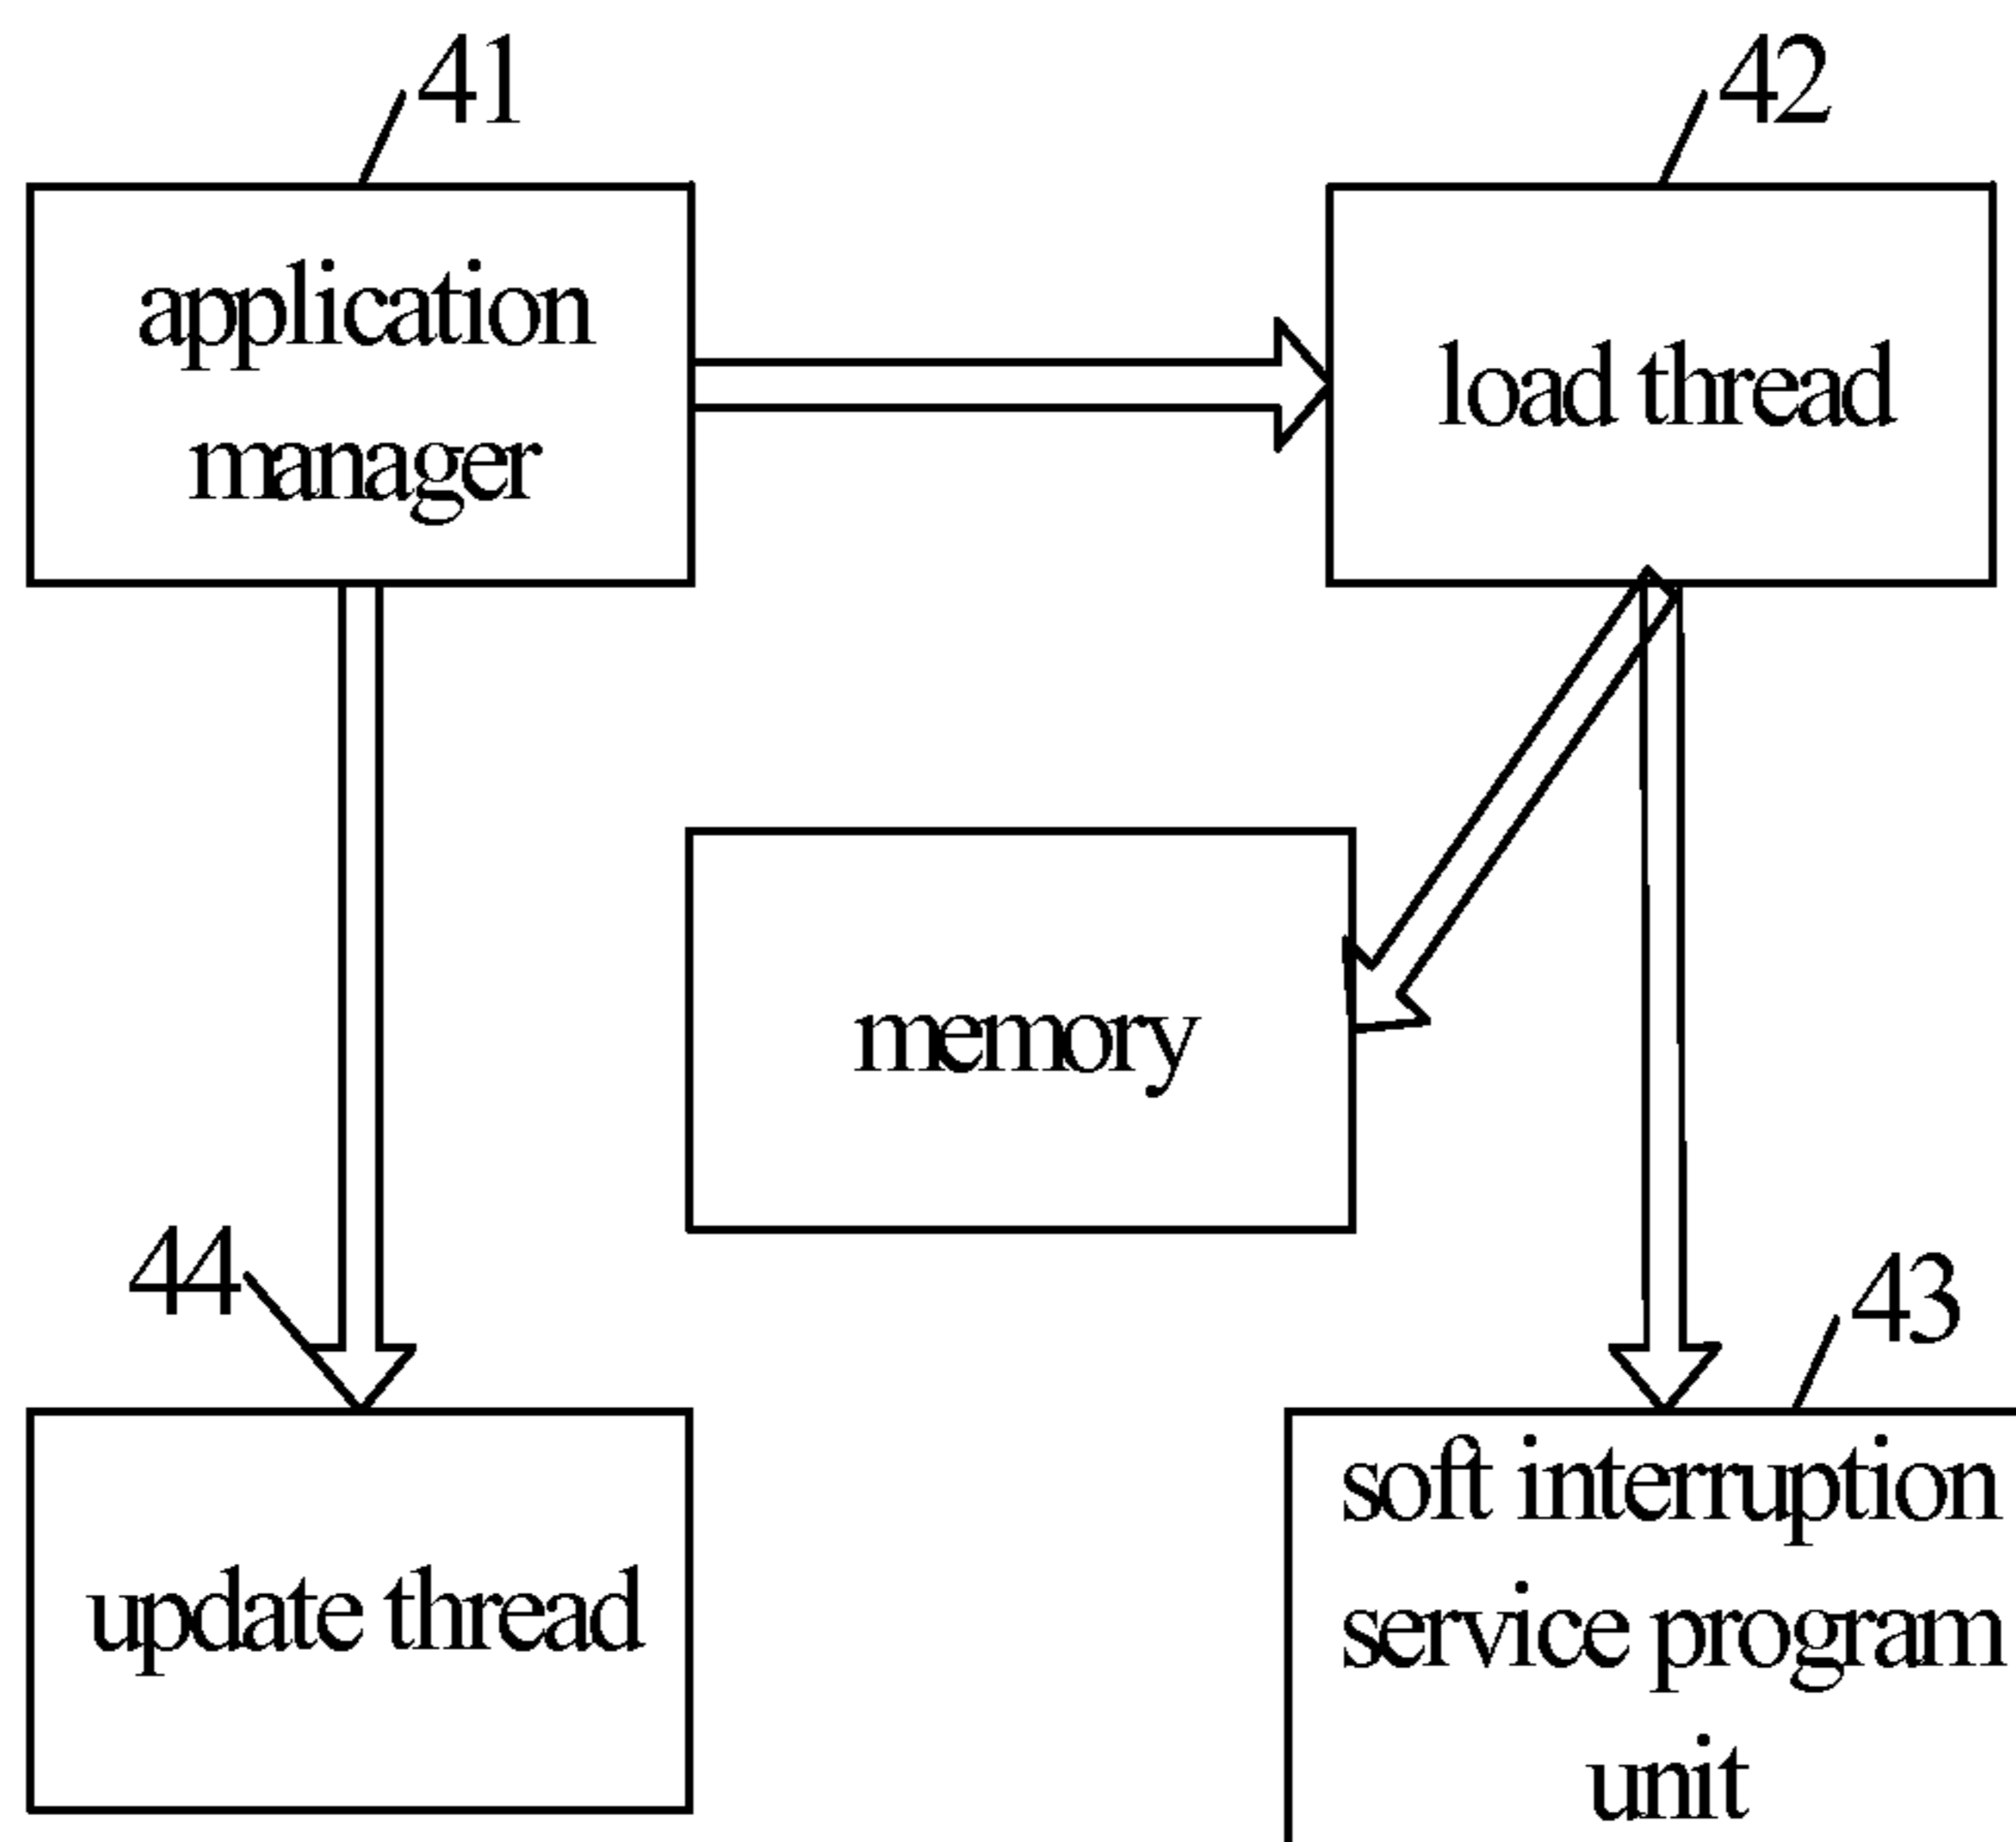 41
42
application
manager
load thread
memory
44
43
update thread
soft interruption
service program
unit